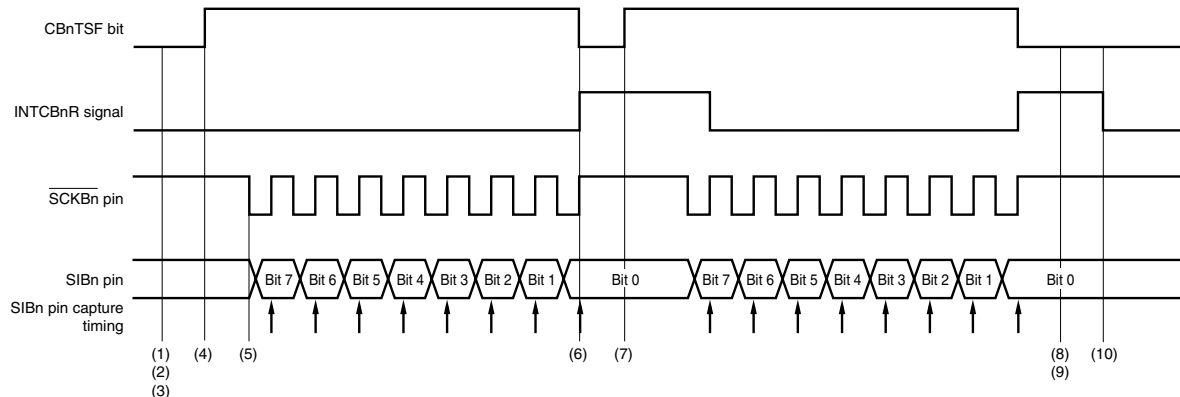 CBnTSF bit
INTCBnR signal
SCKBn pin
SIBn pin
Bit 7 Bit 6 Bit 5 Bit 4 Bit 3 Bit 2 Bit 1 Bit 0 Bit 7 Bit 6 Bit 5 Bit 4 Bit 3 Bit 2 Bit 1 Bit 0
SIBn pin capture
timing
(1) (4) (5) (6) (7) (8) (10)
(2) (9)
(3)